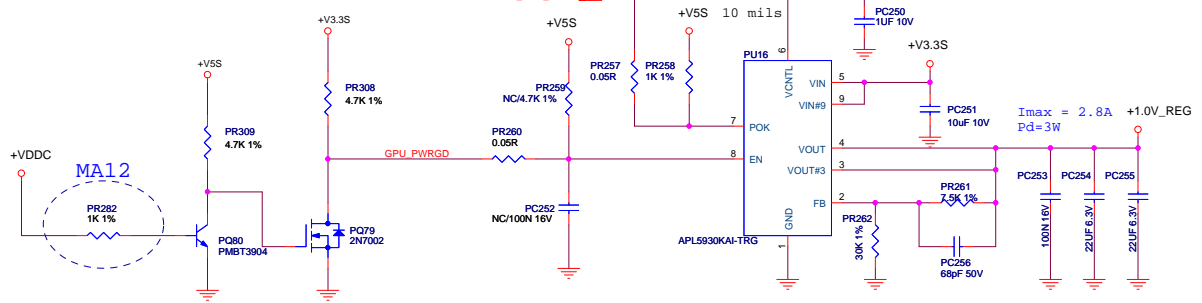 +V5S
10 mils
PC250
1UF 10V
+V3.3S
+V5S
PU16
+V3.3S
+V5S
PR257
0.05R
PR258
1K 1%
6
VCNTL
VIN
5
VIN#9
9
PC251
10uF 10V
Imax = 2.8A
Pd=3W
+1.0V_REG
PR308
4.7K 1%
PR259
NC/4.7K 1%
PR309
4.7K 1%
7
POK
PR260
0.05R
GPU_PWRGD
8
EN
VOUT
4
VOUT#3
3
+VDDC
MA12
PR282
1K 1%
PC252
NC/100N 16V
FB
2
PR261
7.5K 1%
PC253
100N 16V
PC254
22UF 6.3V
PC255
22UF 6.3V
PR262
30K 1%
GND
1
PQ80
PMBT3904
PQ79
2N7002
APL5930KAI-TRG
PC256
68pF 50V